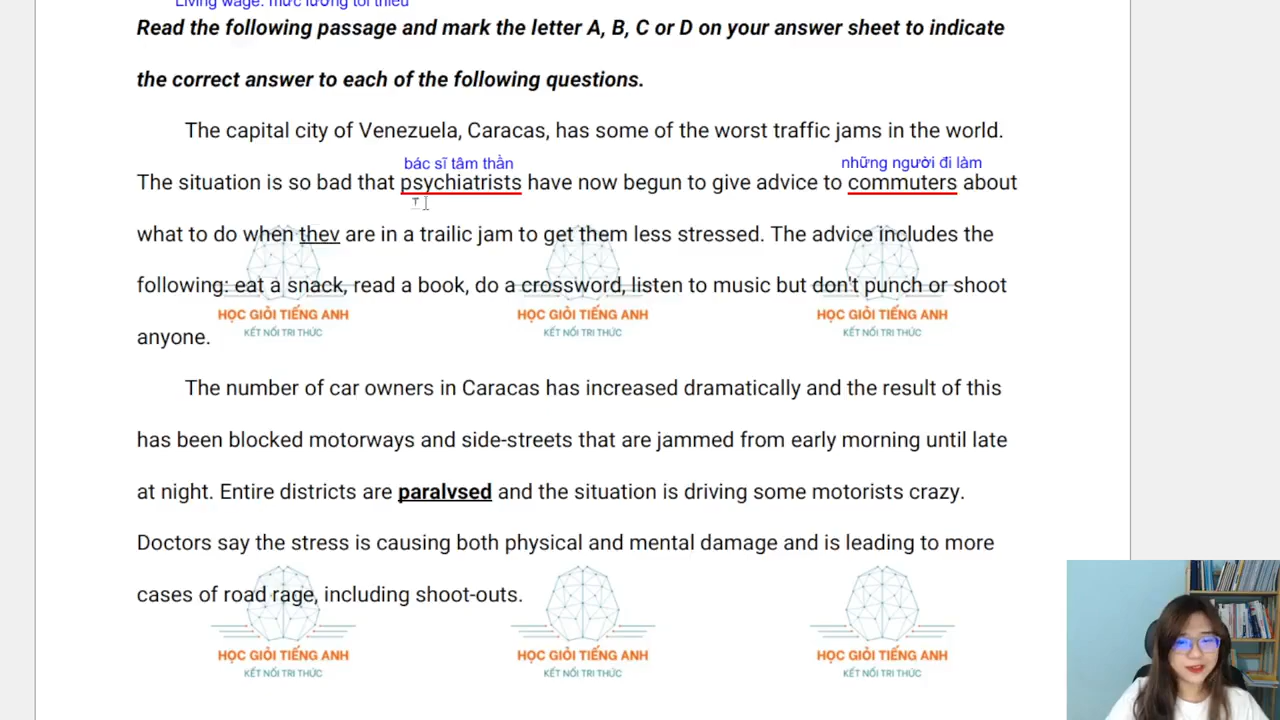 Living wage: mức lương tối thiểu
Read the following passage and mark the letter A, B, C or D on your answer sheet to indicate
the correct answer to each of the following questions.
The capital city of Venezuela, Caracas, has some of the worst traffic jams in the world.
bác sĩ tâm thần
những người đi làm
The situation is so bad that psychiatrists have now begun to give advice to commuters about
what to do when thev are in a trailic jam to get them less stressed. The advice includes the
following: eat a snack, read a book, do a crossword, listen to music but don't punch or shoot
HỌC GIỎI TIẾNG ANH
KẾT NỐI TRI THỨC
HỌC GIỎI TIẾNG ANH
KẾT NỐI TRI THỨC
HỌC GIỎI TIẾNG ANH
KẾT NỐI TRI THỨC
anyone.
The number of car owners in Caracas has increased dramatically and the result of this
has been blocked motorways and side-streets that are jammed from early morning until late
at night. Entire districts are paralvsed and the situation is driving some motorists crazy.
Doctors say the stress is causing both physical and mental damage and is leading to more
cases of road rage, including shoot-outs.
HỌC GIỎI TIẾNG ANH
KẾT NỐI TRI THỨC
HỌC GIỎI TIẾNG ANH
KẾT NỐI TRI THỨC
HỌC GIỎI TIẾNG ANH
KẾT NỐI TRI THỨC